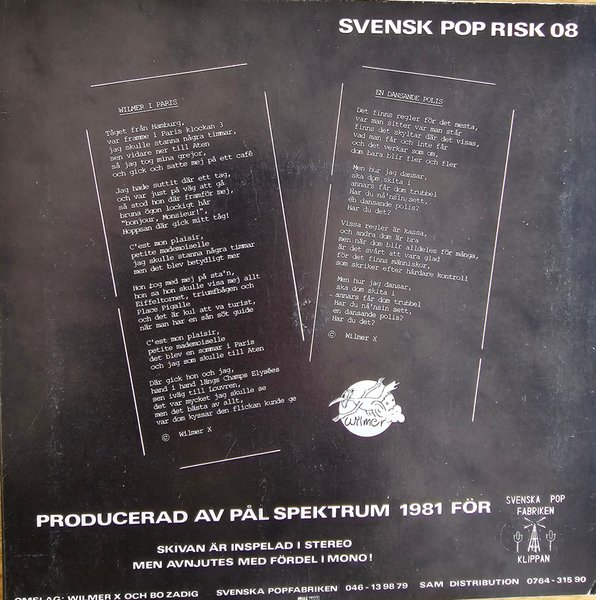 SVENSK POP RISK 08
WILMER I PARIS
Tåget från Hamburg,
var framme i Paris klockan 3
jag skulle stanna några timmar,
sen vidare ner till Aten
så jag tog mina grejor,
och gick och satte mej på ett café
Jag hade suttit där ett tag,
och var just på väg att gå
så stod hon där framför mej,
bruna ögon lockigt hår
"bonjour, Monsieur!",
Hoppsan där gick mitt tåg!
C'est mon plaisir,
petite mademoiselle
jag skulle stanna några timmar
men det blev betydligt mer
Hon tog med mej på sta'n,
hon sa hon skulle visa mej allt
Eiffeltornet, triumfbågen och
Place Pigalle
och det är kul att va turist,
när man har en sån söt guide
C'est mon plaisir,
petite mademoiselle
det blev en sommar i Paris
och jag som skulle till Aten
Där gick hon och jag,
hand i hand längs Champs Elysées
sen iväg till Louvren,
det var mycket jag skulle se
men det bästa av allt,
var dom kyssar den flickan kunde ge
© Wilmer X
EN DANSANDE POLIS
Det finns regler för det mesta,
var man sitter var man står
finns det skyltar där det visas,
vad man får och inte får
och det verkar som om,
dom bara blir fler och fler
Men hur jag dansar,
ska dom skita i
annars får dom trubbel
Har du nå'nsin sett,
en dansande polis?
Har du det?
Vissa regler är kassa,
och andra dom är bra
men när dom blir alldeles för många,
är det svårt att vara glad
för det finns människor,
som skriker efter hårdare kontroll
Men hur jag dansar,
ska dom skita i
annars får dom trubbel
Har du nå'nsin sett,
en dansande polis?
Har du det?
© Wilmer X
wilmer
PRODUCERAD AV PÅL SPEKTRUM 1981 FÖR
SVENSKA POP
FABRIKEN
KLIPPAN
SKIVAN ÄR INSPELAD I STEREO
MEN AVNJUTES MED FÖRDEL I MONO!
OMSLAG: WILMER X OCH BO ZADIG SVENSKA POPFABRIKEN 046-13 98 79 SAM DISTRIBUTION 0764-315 90